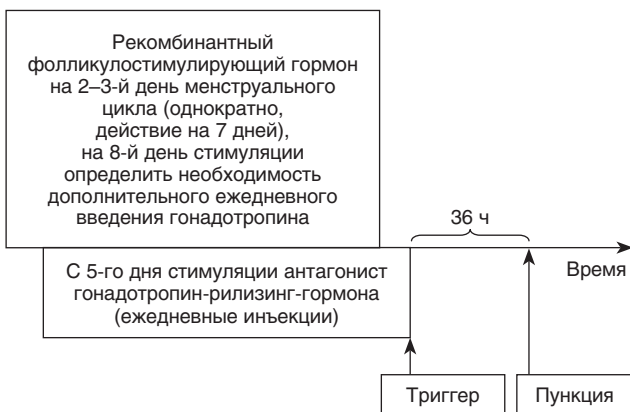 Рекомбинантный
фолликулостимулирующий гормон
на 2–3-й день менструального
цикла (однократно,
действие на 7 дней),
на 8-й день стимуляции
определить необходимость
дополнительного ежедневного
введения гонадотропина
36 ч
Время
С 5-го дня стимуляции антагонист
гонадотропин-рилизинг-гормона
(ежедневные инъекции)
Триггер
Пункция